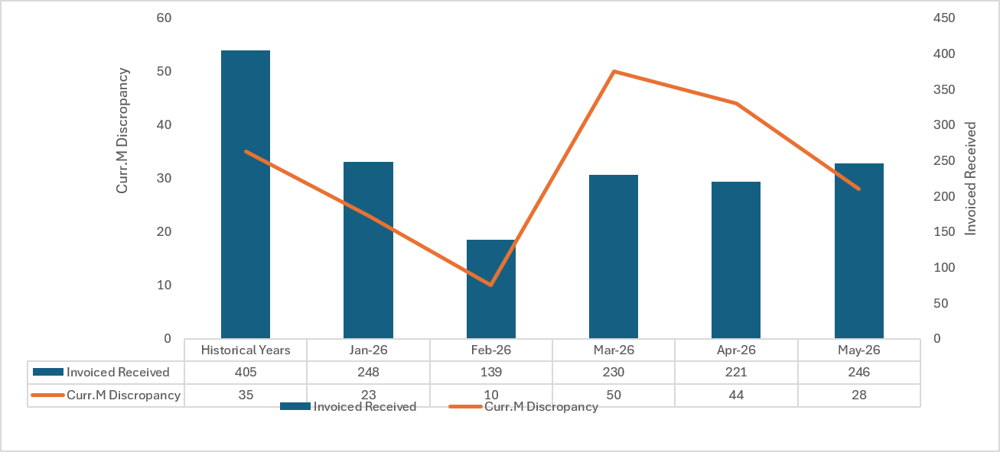 60
50
40
30
20
10
0
Curr.M Discropancy
450
400
350
300
250
200
150
100
50
0
Invoiced Received
Historical Years Jan-26 Feb-26 Mar-26 Apr-26 May-26
Invoiced Received 405 248 139 230 221 246
Curr.M Discropancy 35 23 10 50 44 28
Invoiced Received Curr.M Discropancy